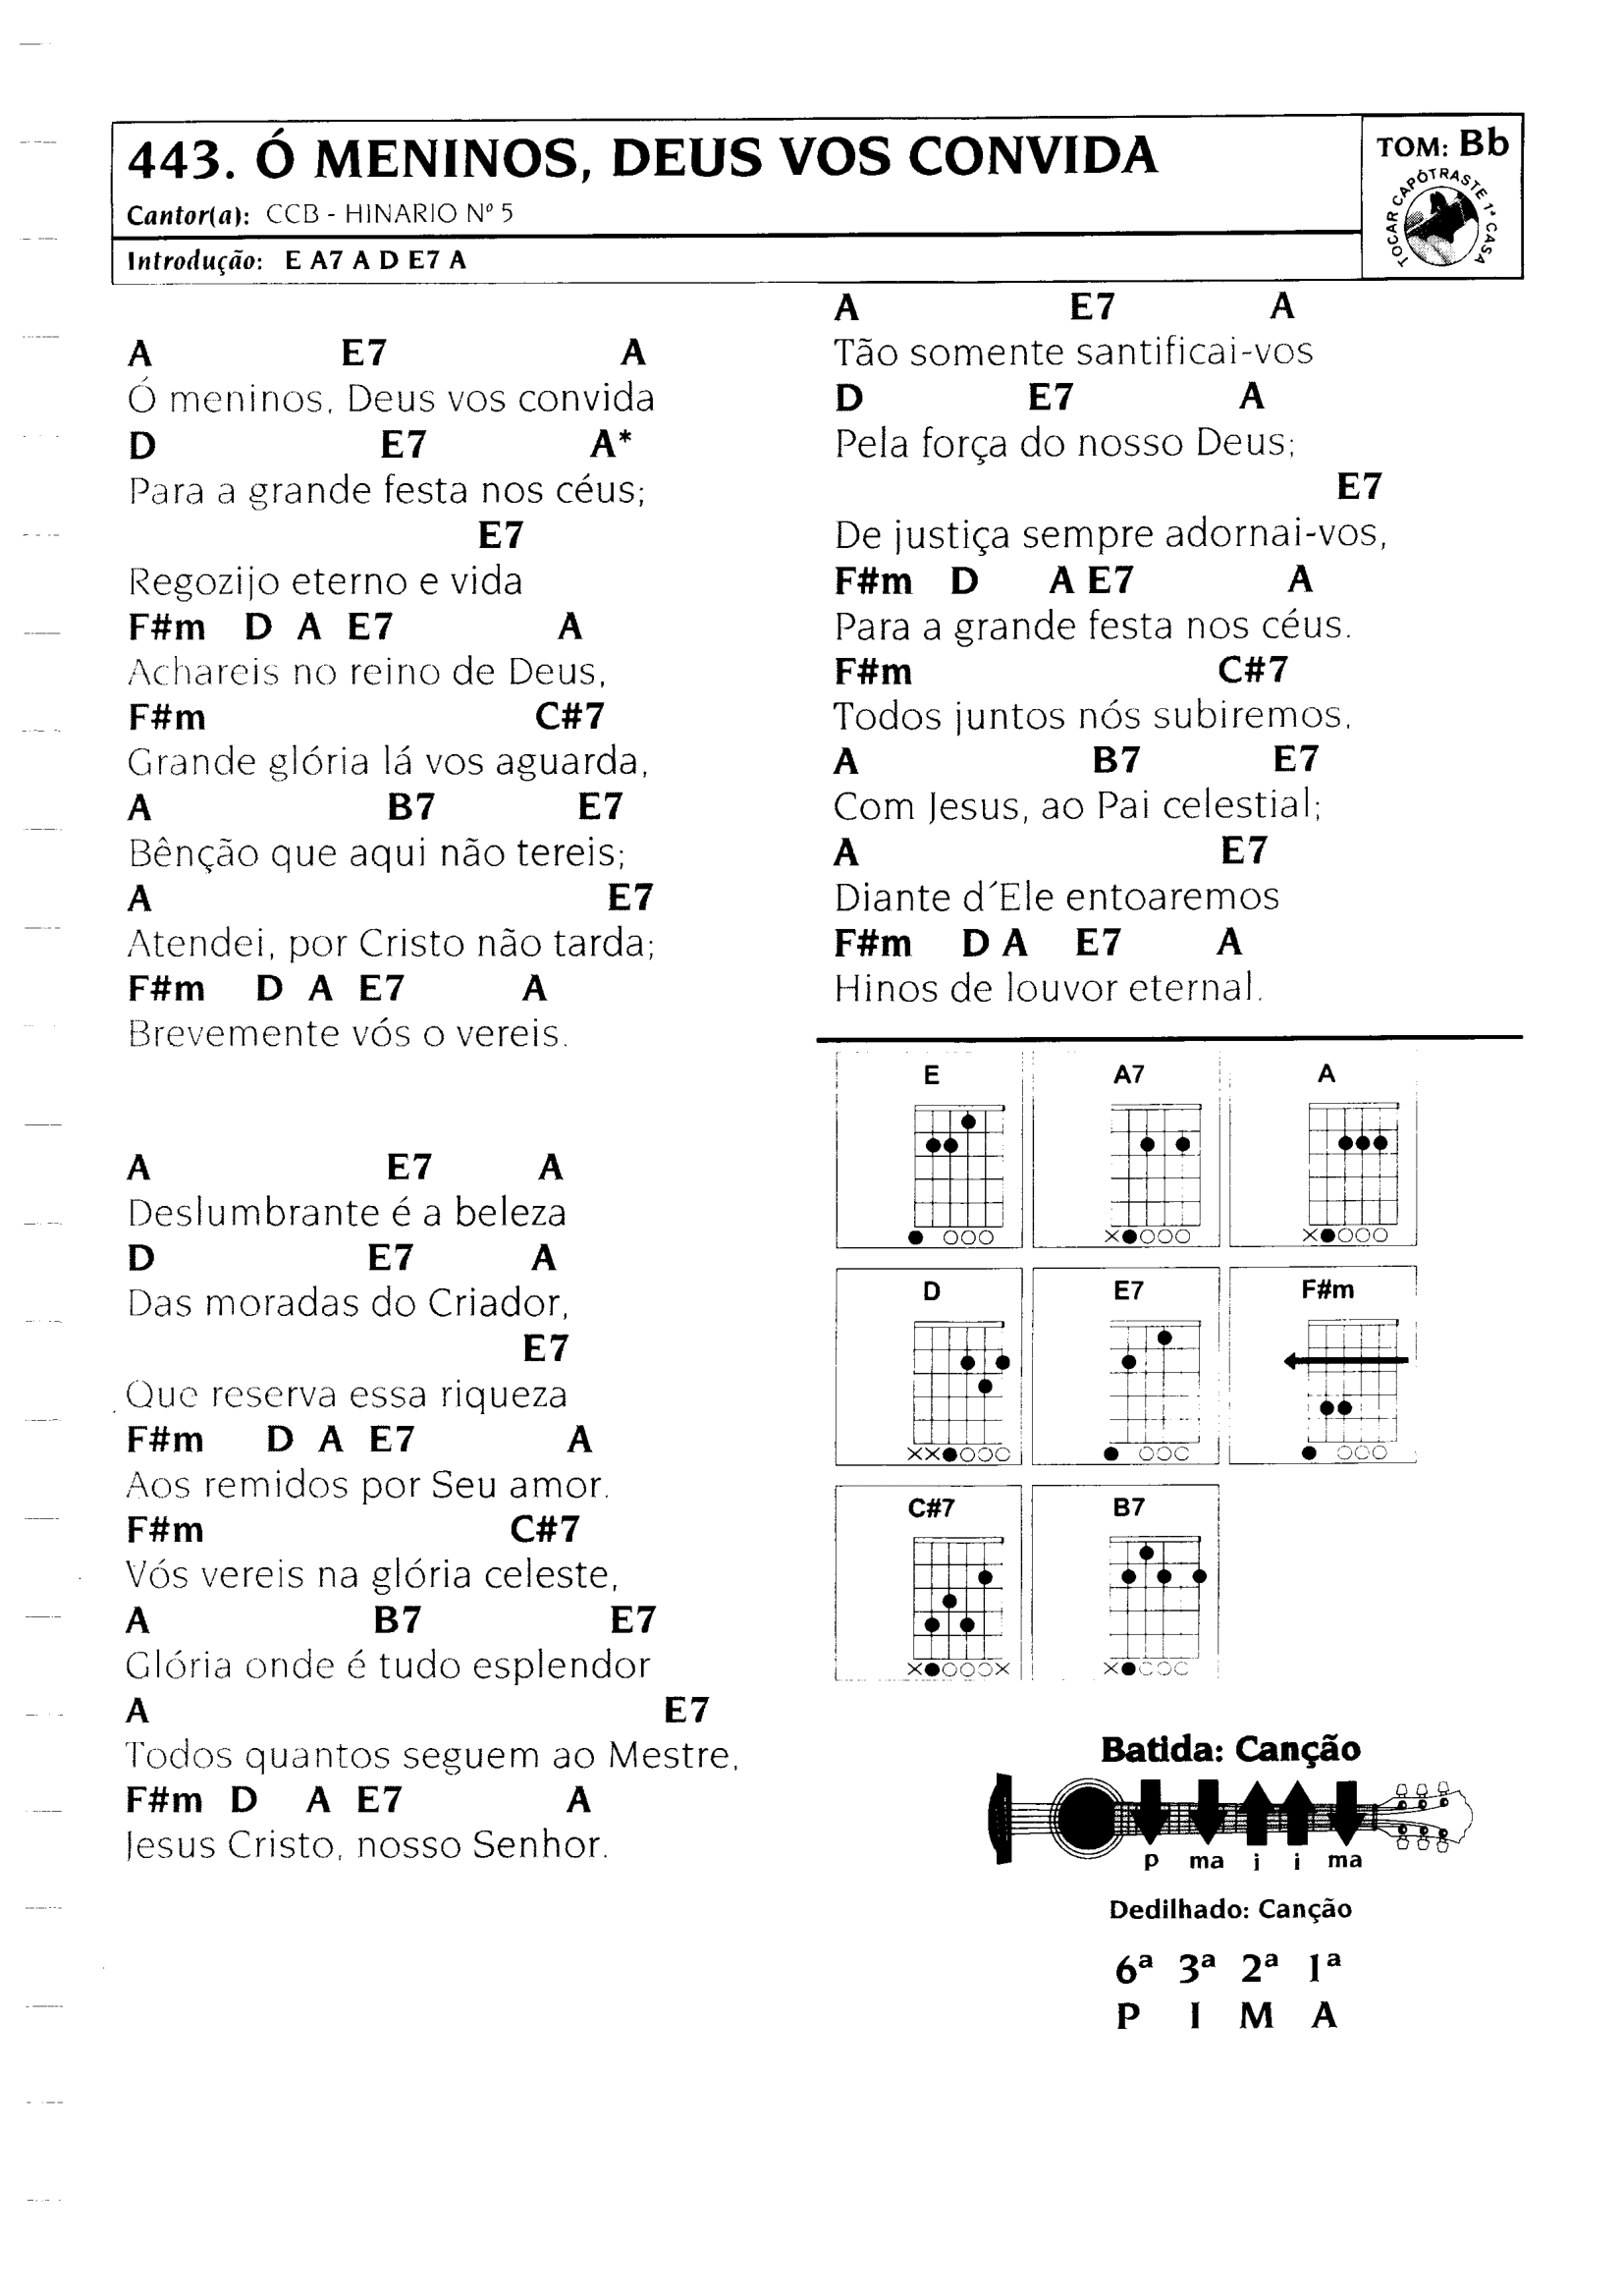 443. Ó MENINOS, DEUS VOS CONVIDA
Cantor(a): CCB - HINARIO Nº 5
Introdução: E A7 A D E7 A
TOM: Bb
TOCAR CAPÔTRASTE 1ª CASA
A E7 A
Ó meninos, Deus vos convida
D E7 A*
Para a grande festa nos céus;
E7
Regozijo eterno e vida
F#m D A E7 A
Achareis no reino de Deus,
F#m C#7
Grande glória lá vos aguarda,
A B7 E7
Bênção que aqui não tereis;
A E7
Atendei, por Cristo não tarda;
F#m D A E7 A
Brevemente vós o vereis.
A E7 A
Deslumbrante é a beleza
D E7 A
Das moradas do Criador,
E7
Que reserva essa riqueza
F#m D A E7 A
Aos remidos por Seu amor.
F#m C#7
Vós vereis na glória celeste,
A B7 E7
Glória onde é tudo esplendor
A E7
Todos quantos seguem ao Mestre,
F#m D A E7 A
Jesus Cristo, nosso Senhor.
A E7 A
Tão somente santificai-vos
D E7 A
Pela força do nosso Deus;
E7
De justiça sempre adornai-vos,
F#m D A E7 A
Para a grande festa nos céus.
F#m C#7
Todos juntos nós subiremos,
A B7 E7
Com Jesus, ao Pai celestial;
A E7
Diante d´Ele entoaremos
F#m D A E7 A
Hinos de louvor eternal.
E A7 A
D E7 F#m
C#7 B7
Batida: Canção
p ma i i ma
Dedilhado: Canção
6ª 3ª 2ª 1ª
P I M A